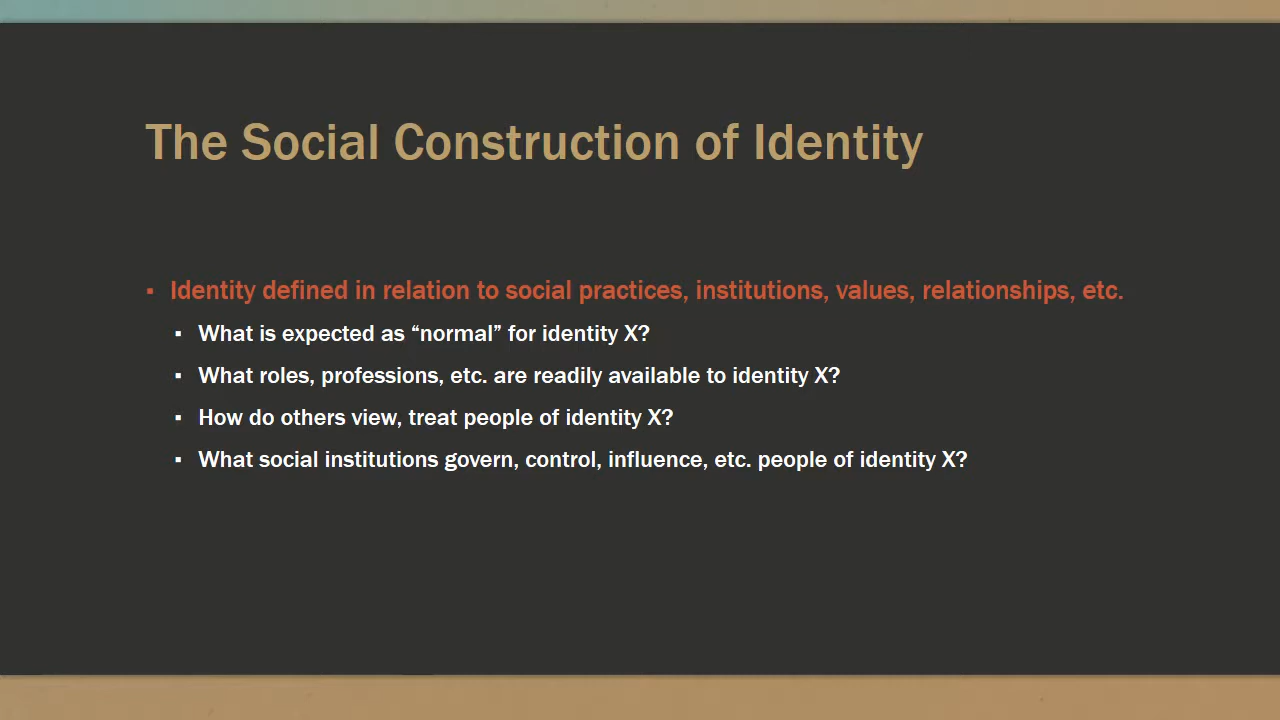 The Social Construction of Identity
▪ Identity defined in relation to social practices, institutions, values, relationships, etc.
▪ What is expected as “normal” for identity X?
▪ What roles, professions, etc. are readily available to identity X?
▪ How do others view, treat people of identity X?
▪ What social institutions govern, control, influence, etc. people of identity X?